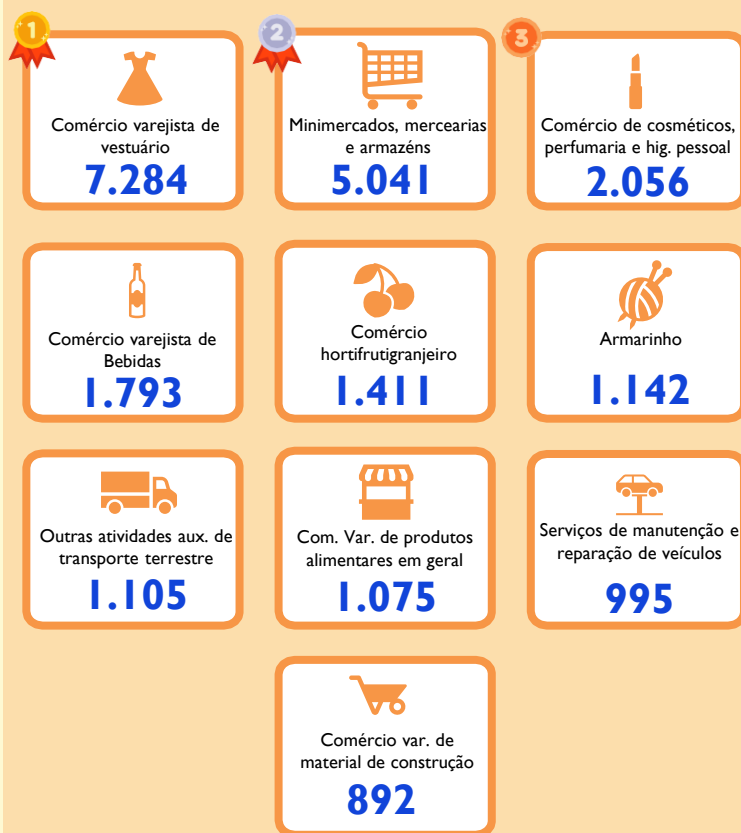 1
Comércio varejista de
vestuário
7.284
2
Minimercados, mercearias
e armazéns
5.041
3
Comércio de cosméticos,
perfumaria e hig. pessoal
2.056
Comércio varejista de
Bebidas
1.793
Comércio
hortifrutigranjeiro
1.411
Armarinho
1.142
Outras atividades aux. de
transporte terrestre
1.105
Com. Var. de produtos
alimentares em geral
1.075
Serviços de manutenção e
reparação de veículos
995
Comércio var. de
material de construção
892